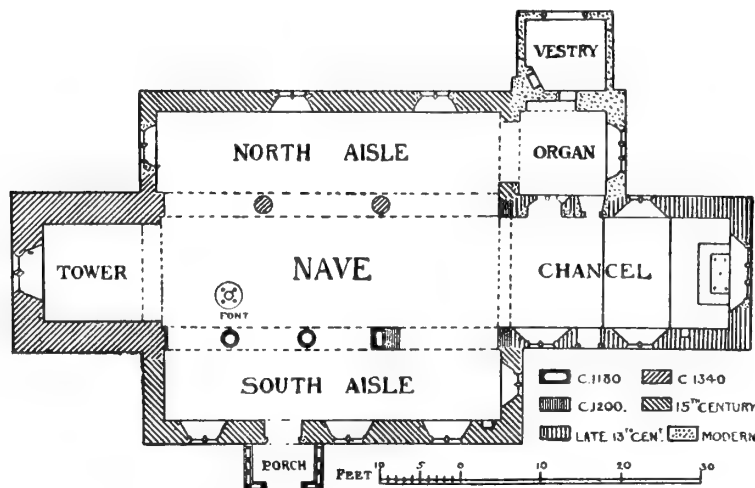 VESTRY
NORTH AISLE
ORGAN
TOWER
NAVE
CHANCEL
FONT
SOUTH AISLE
PORCH
C.1180
C 1340
C.1200.
15TH CENTURY
LATE 13TH CENT.
MODERN
FEET 10 5 0 10 20 30